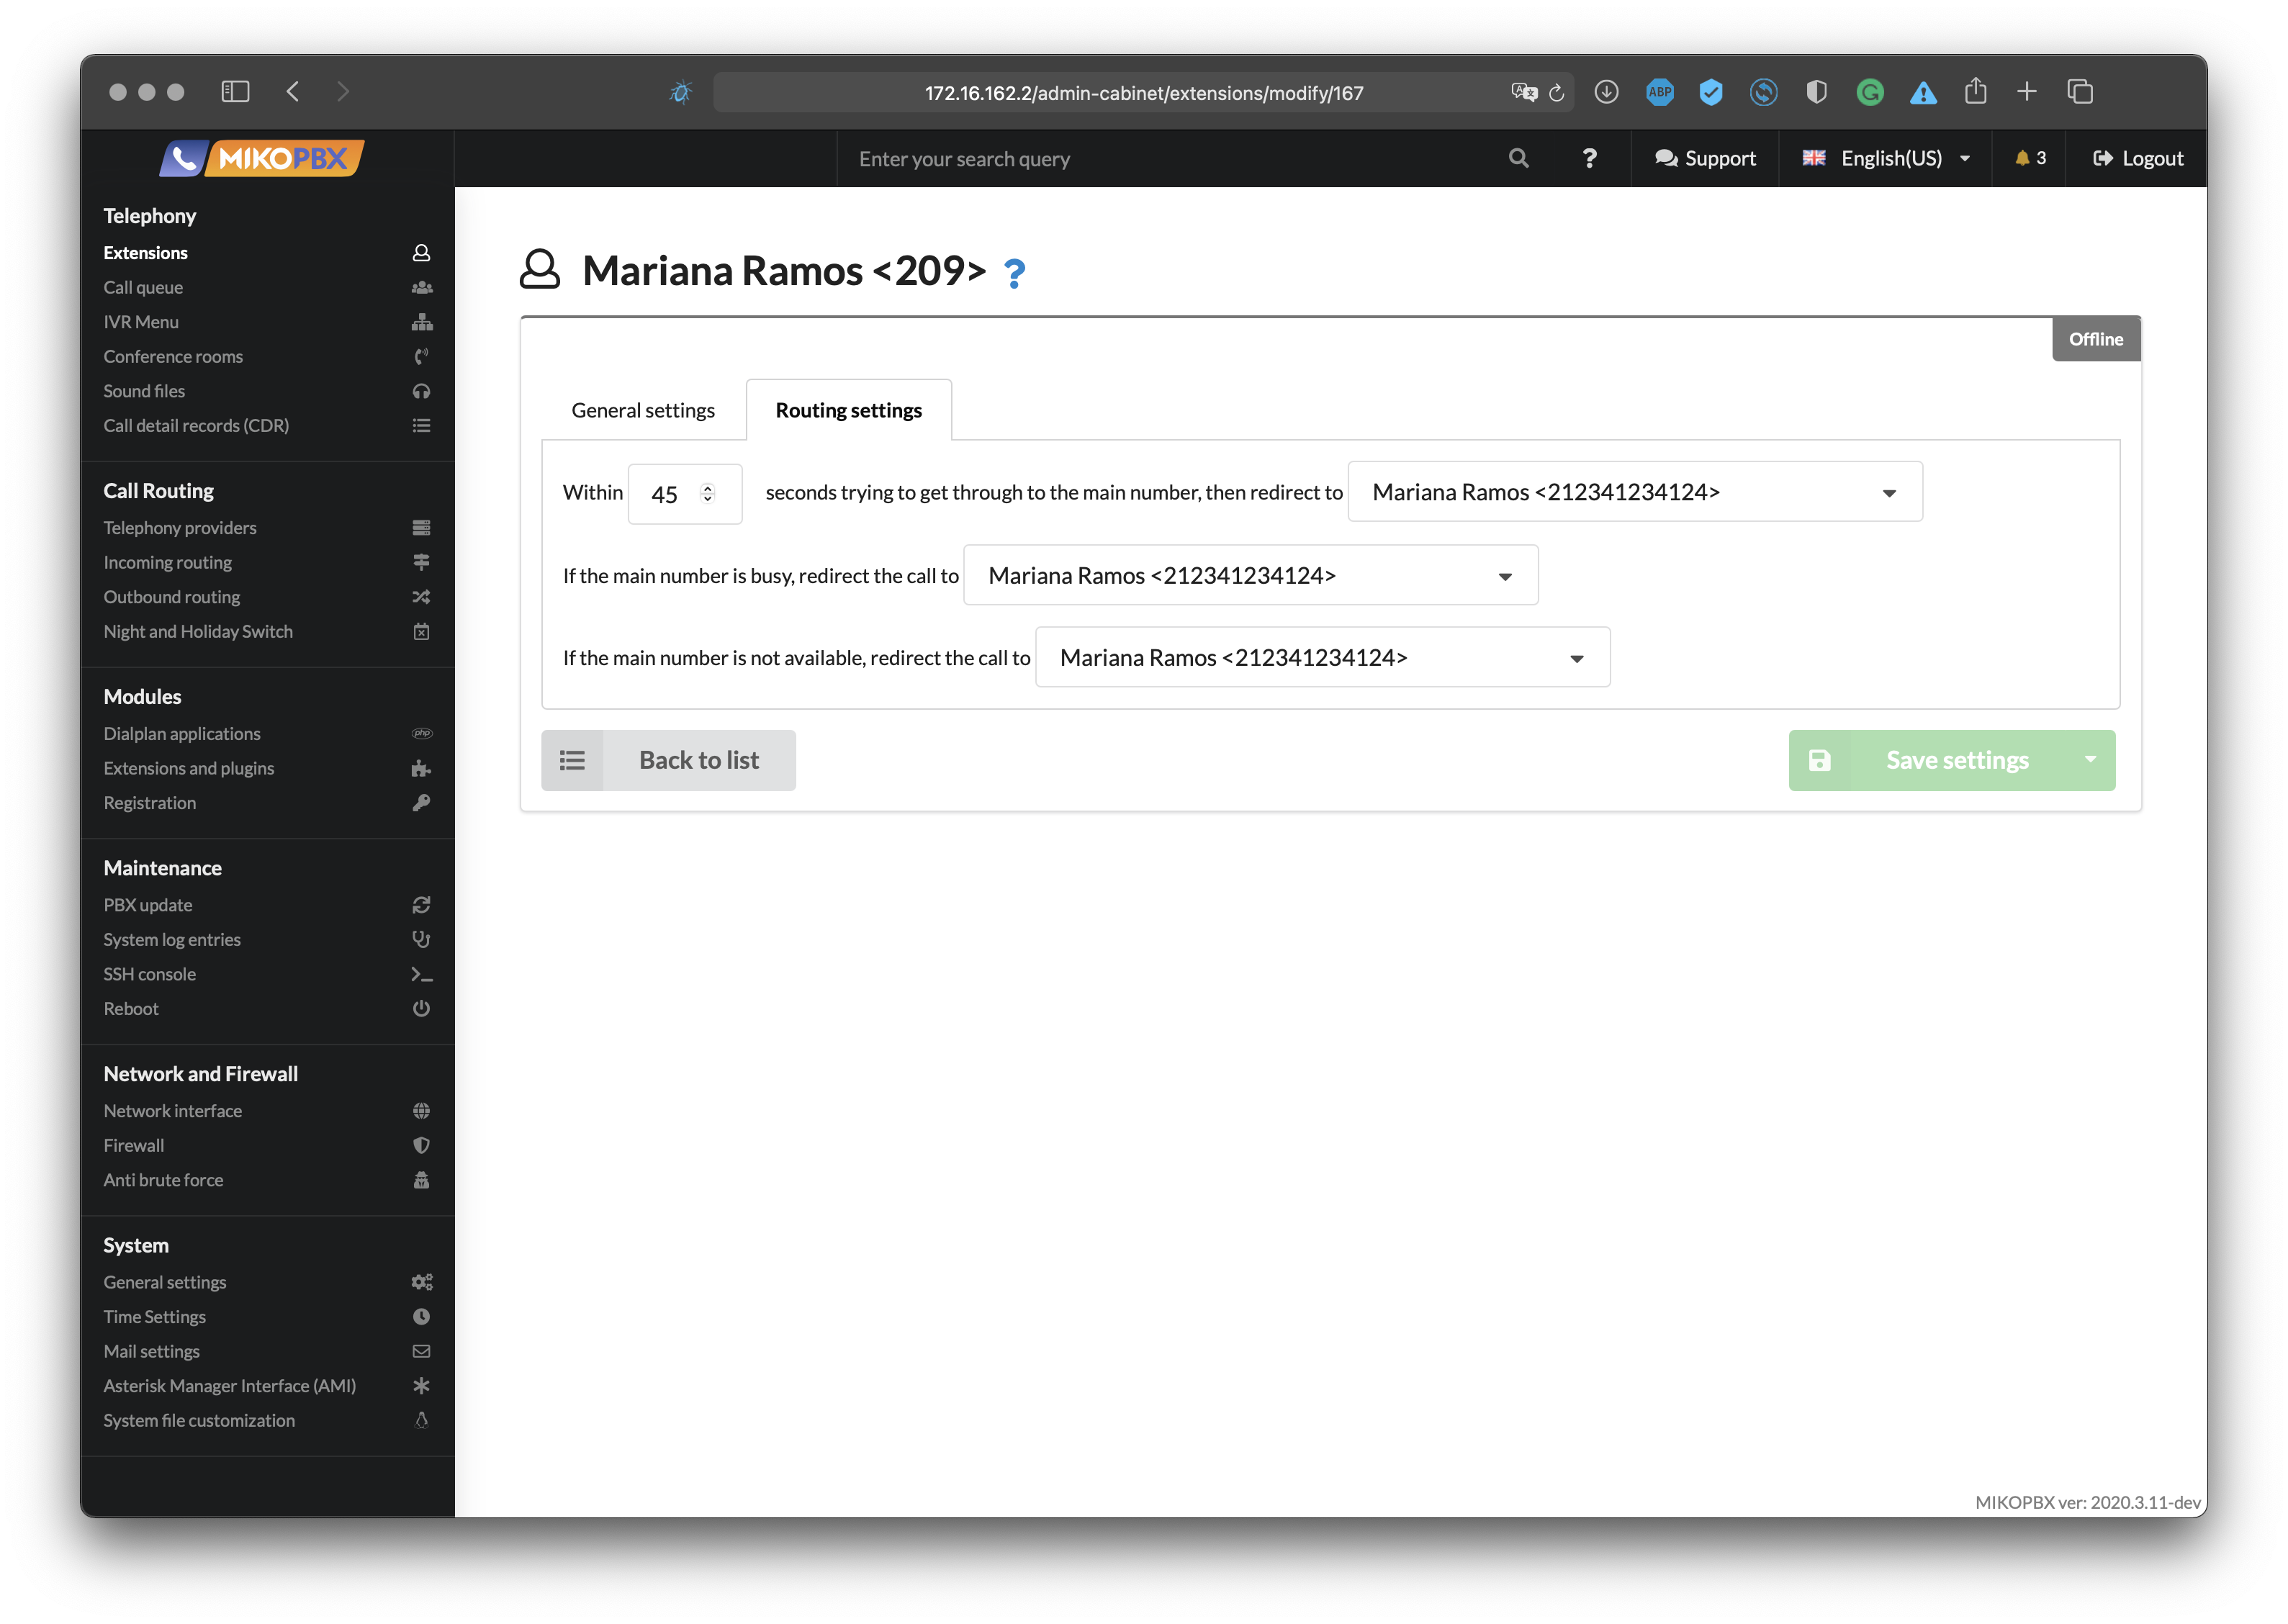 172.16.162.2/admin-cabinet/extensions/modify/167
ABP
MIKOPBX
Enter your search query
?
Support
English(US)
3
Logout
Telephony
Extensions
Call queue
IVR Menu
Conference rooms
Sound files
Call detail records (CDR)
Call Routing
Telephony providers
Incoming routing
Outbound routing
Night and Holiday Switch
Modules
Dialplan applications
php
Extensions and plugins
Registration
Maintenance
PBX update
System log entries
SSH console
Reboot
Network and Firewall
Network interface
Firewall
Anti brute force
System
General settings
Time Settings
Mail settings
Asterisk Manager Interface (AMI)
System file customization
Mariana Ramos <209> ?
Offline
General settings
Routing settings
Within 45 seconds trying to get through to the main number, then redirect to Mariana Ramos <212341234124>
If the main number is busy, redirect the call to Mariana Ramos <212341234124>
If the main number is not available, redirect the call to Mariana Ramos <212341234124>
Back to list
Save settings
MIKOPBX ver: 2020.3.11-dev